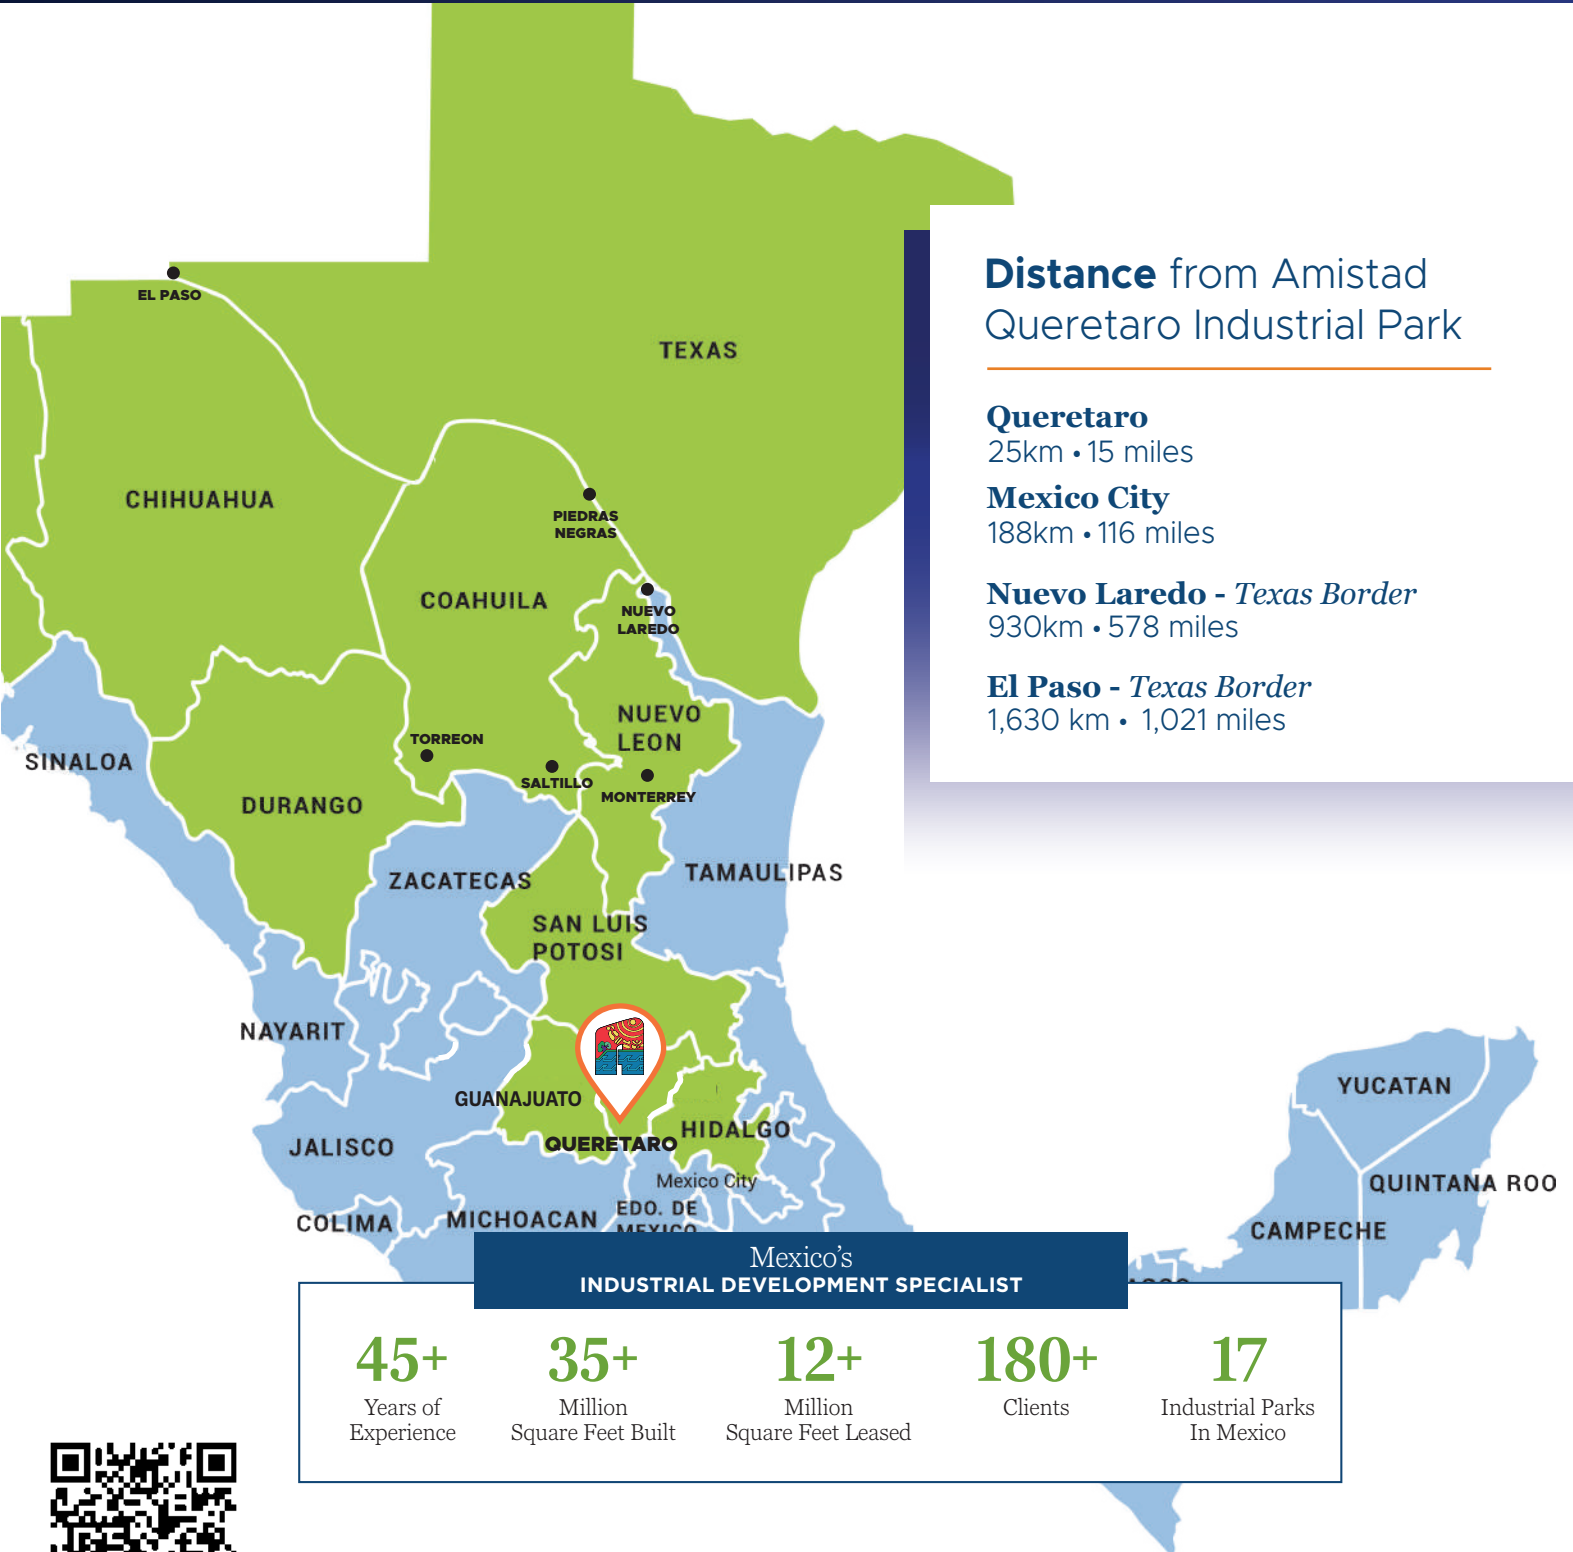 EL PASO
TEXAS
Distance from Amistad
Queretaro Industrial Park
Queretaro
25km • 15 miles
Mexico City
188km • 116 miles
Nuevo Laredo - Texas Border
930km • 578 miles
El Paso - Texas Border
1,630 km • 1,021 miles
CHIHUAHUA
PIEDRAS
NEGRAS
COAHUILA
NUEVO
LAREDO
NUEVO
LEON
TORREON
SINALOA
SALTILLO
MONTERREY
DURANGO
ZACATECAS
TAMAULIPAS
SAN LUIS
POTOSI
NAYARIT
GUANAJUATO
YUCATAN
HIDALGO
QUERETARO
JALISCO
Mexico City
QUINTANA ROO
EDO. DE
MEXICO
COLIMA
MICHOACAN
CAMPECHE
Mexico's
INDUSTRIAL DEVELOPMENT SPECIALIST
45+
Years of
Experience
35+
Million
Square Feet Built
12+
Million
Square Feet Leased
180+
Clients
17
Industrial Parks
In Mexico